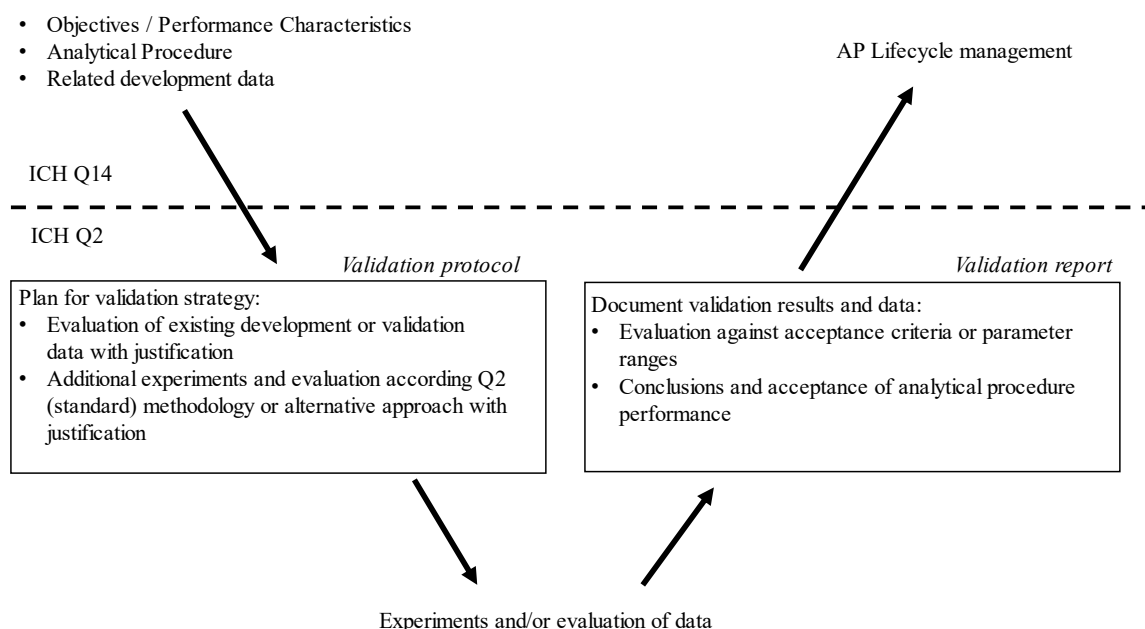 • Objectives / Performance Characteristics
• Analytical Procedure
• Related development data
AP Lifecycle management
ICH Q14
ICH Q2
Validation protocol
Plan for validation strategy:
• Evaluation of existing development or validation
data with justification
• Additional experiments and evaluation according Q2
(standard) methodology or alternative approach with
justification
Validation report
Document validation results and data:
• Evaluation against acceptance criteria or parameter
ranges
• Conclusions and acceptance of analytical procedure
performance
Experiments and/or evaluation of data